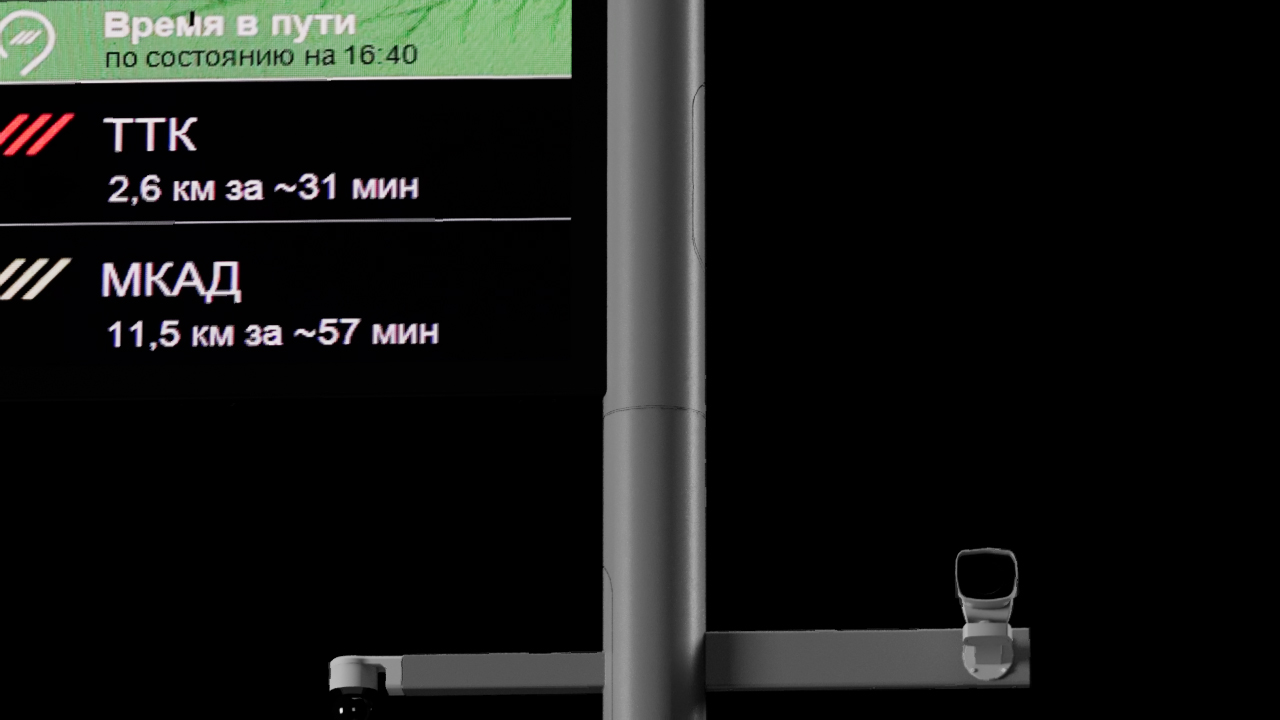 Время в пути
по состоянию на 16:40
ТТК
2,6 км за ~31 мин
МКАД
11,5 км за ~57 мин